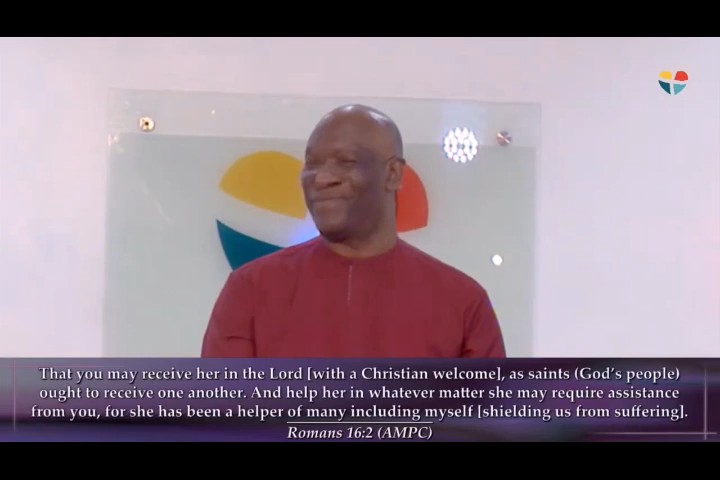 That you may receive her in the Lord [with a Christian welcome], as saints (God's people)
ought to receive one another. And help her in whatever matter she may require assistance
from you, for she has been a helper of many including myself [shielding us from suffering].
Romans 16:2 (AMPC)